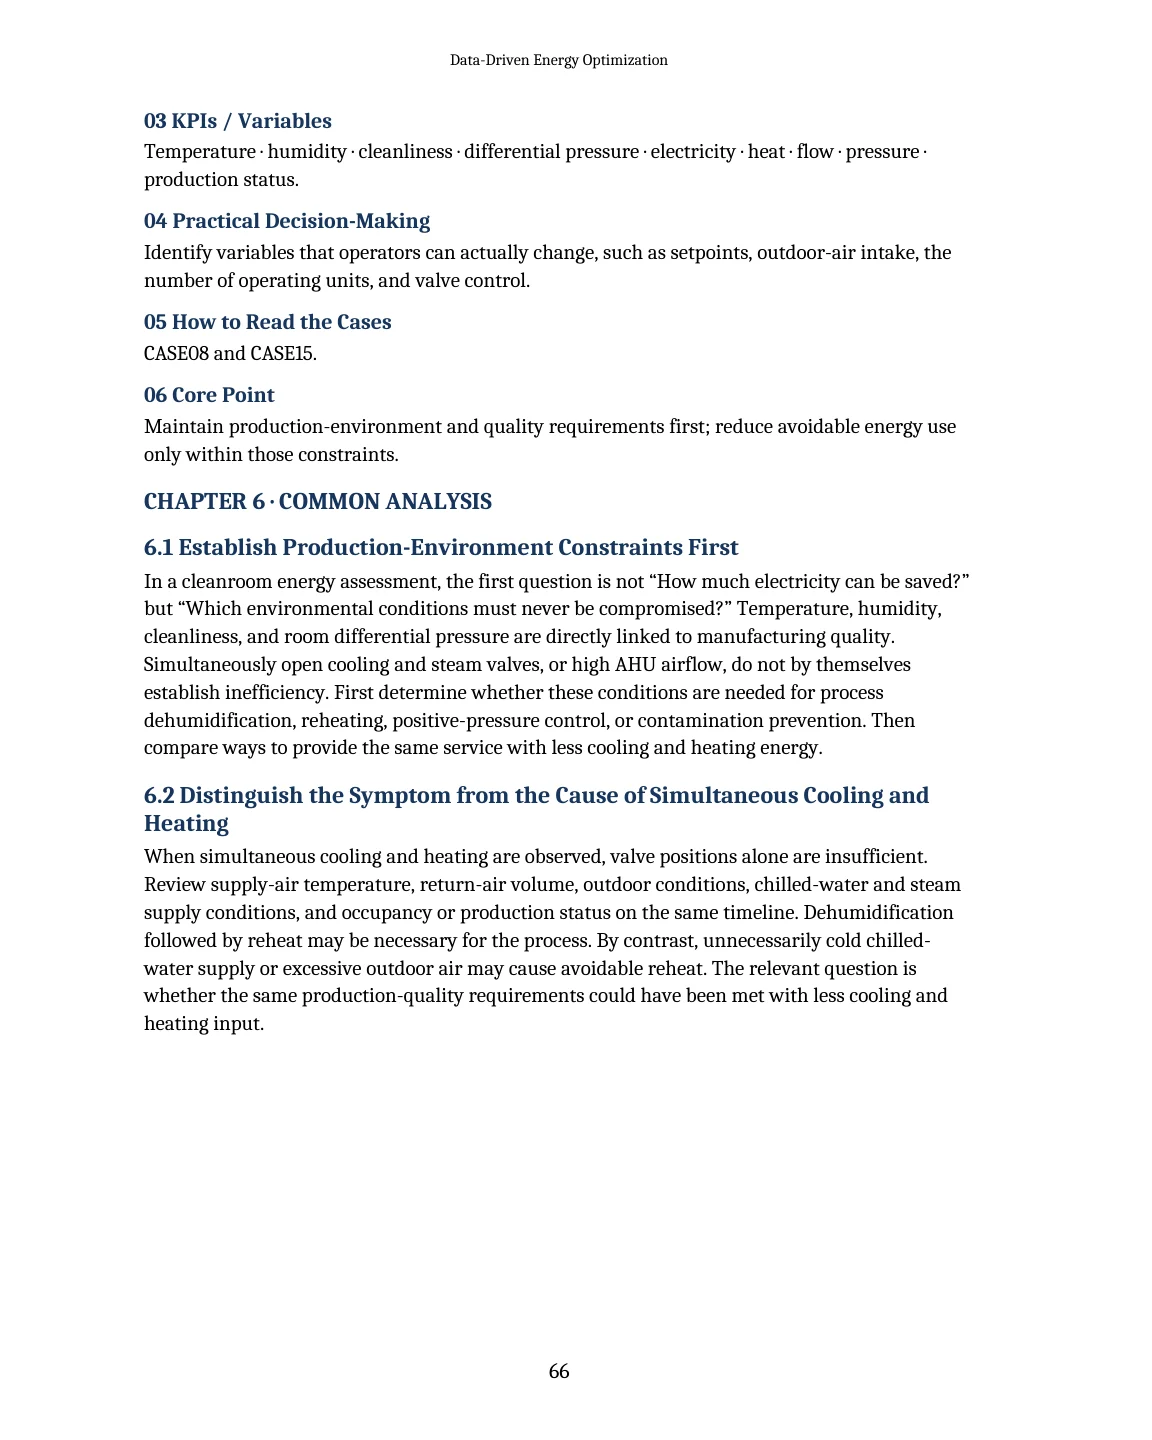 Data-Driven Energy Optimization
03 KPIs / Variables
Temperature · humidity · cleanliness · differential pressure · electricity · heat · flow · pressure ·
production status.
04 Practical Decision-Making
Identify variables that operators can actually change, such as setpoints, outdoor-air intake, the
number of operating units, and valve control.
05 How to Read the Cases
CASE08 and CASE15.
06 Core Point
Maintain production-environment and quality requirements first; reduce avoidable energy use
only within those constraints.
CHAPTER 6 · COMMON ANALYSIS
6.1 Establish Production-Environment Constraints First
In a cleanroom energy assessment, the first question is not “How much electricity can be saved?”
but “Which environmental conditions must never be compromised?” Temperature, humidity,
cleanliness, and room differential pressure are directly linked to manufacturing quality.
Simultaneously open cooling and steam valves, or high AHU airflow, do not by themselves
establish inefficiency. First determine whether these conditions are needed for process
dehumidification, reheating, positive-pressure control, or contamination prevention. Then
compare ways to provide the same service with less cooling and heating energy.
6.2 Distinguish the Symptom from the Cause of Simultaneous Cooling and
Heating
When simultaneous cooling and heating are observed, valve positions alone are insufficient.
Review supply-air temperature, return-air volume, outdoor conditions, chilled-water and steam
supply conditions, and occupancy or production status on the same timeline. Dehumidification
followed by reheat may be necessary for the process. By contrast, unnecessarily cold chilled-
water supply or excessive outdoor air may cause avoidable reheat. The relevant question is
whether the same production-quality requirements could have been met with less cooling and
heating input.
66